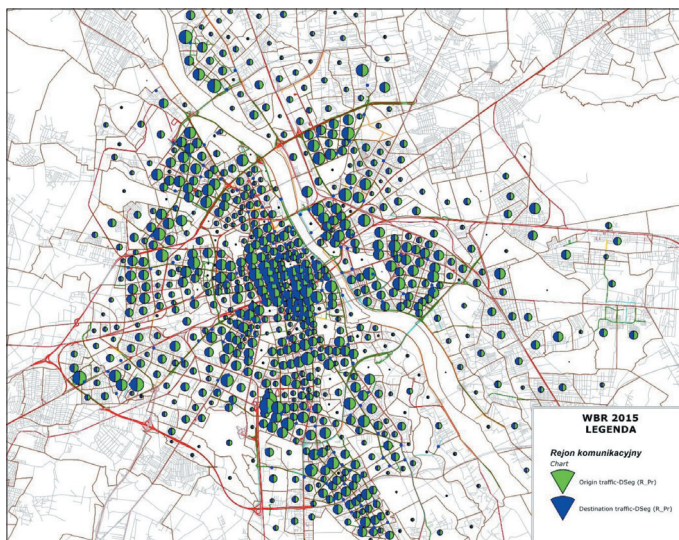 WBR 2015
LEGENDA
Rejon komunikacyjny
Chart
Origin traffic-DSeg (R_Pr)
Destination traffic-DSeg (R_Pr)